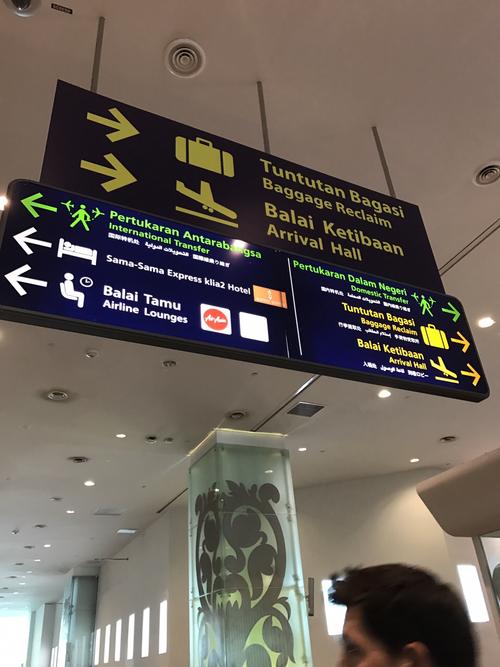 Tuntutan Bagasi
Baggage Reclaim
Balai Ketibaan
Arrival Hall
Pertukaran Antarabangsa
International Transfer
Sama-Sama Express klia2 Hotel
Balai Tamu
Airline Lounges
AirAsia
Pertukaran Dalam Negeri
Domestic Transfer
Tuntutan Bagasi
Baggage Reclaim
Balai Ketibaan
Arrival Hall